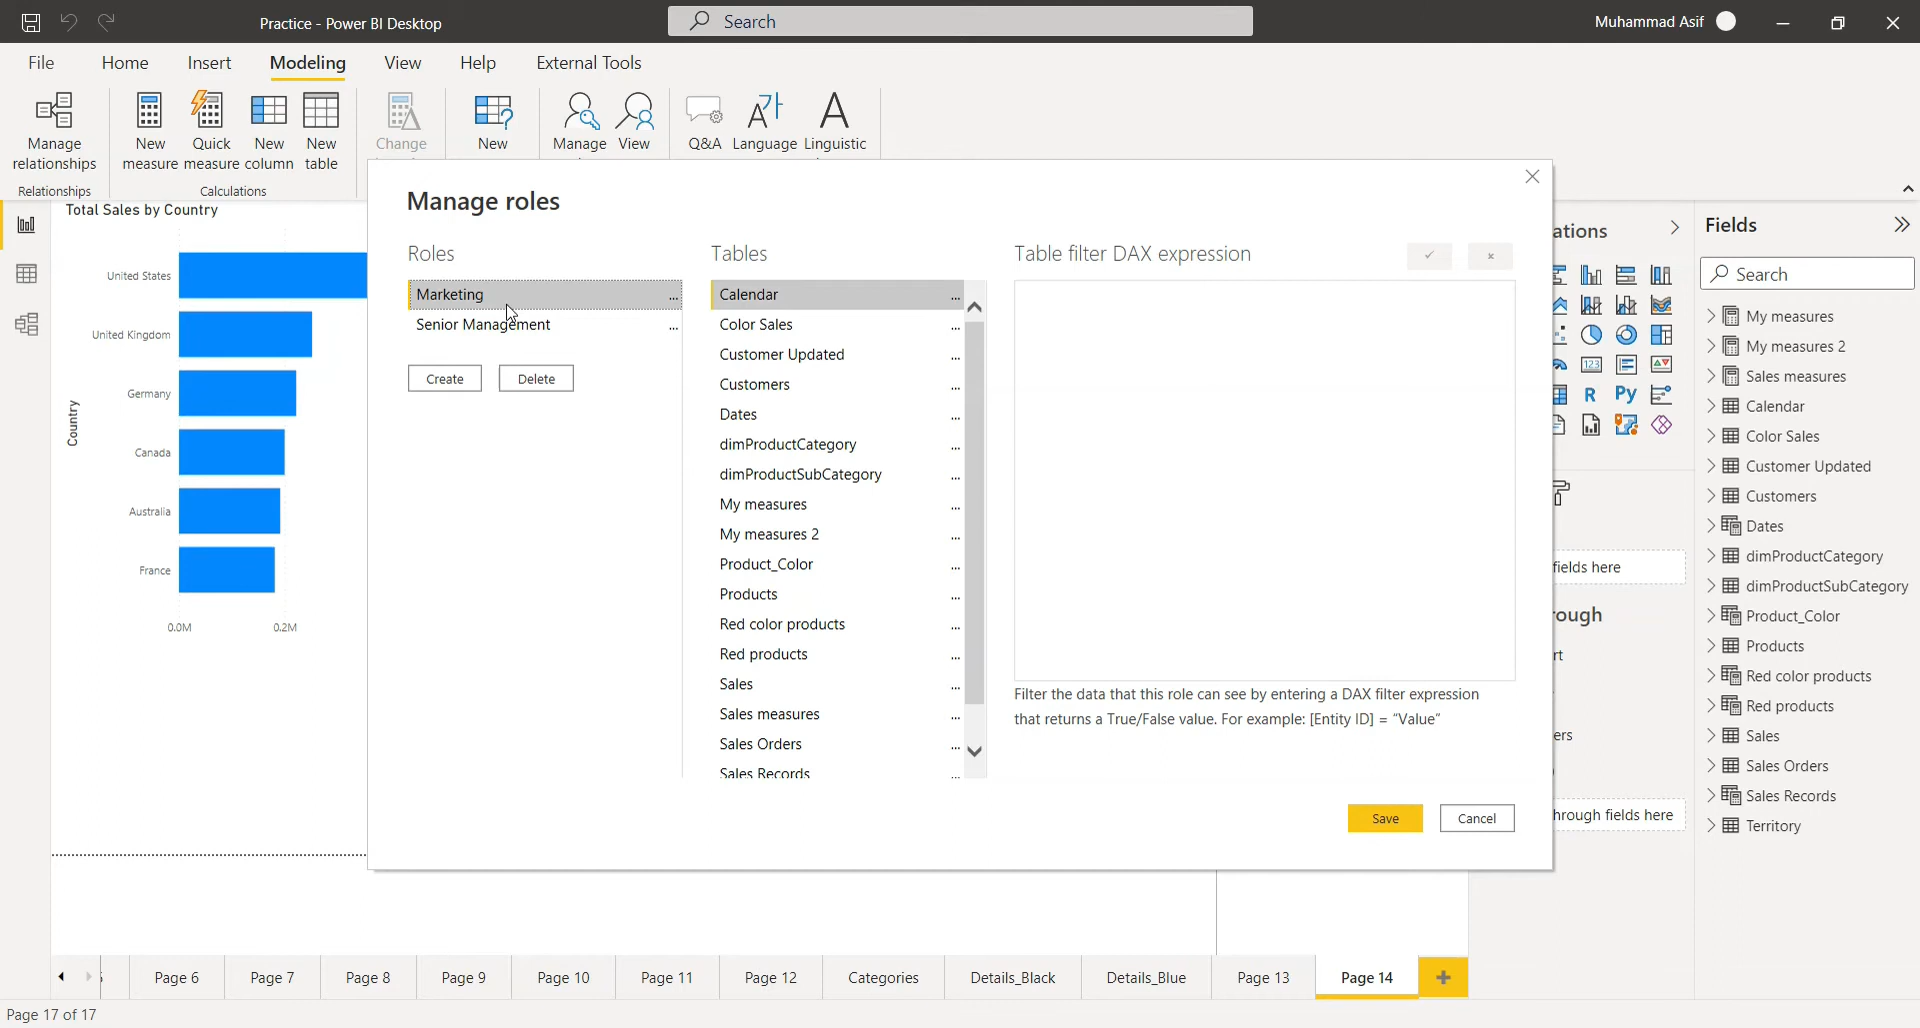 Practice - Power BI Desktop
Search
Muhammad Asif
File
Home
Insert
Modeling
View
Help
External Tools
Manage
relationships
New
measure
Quick
measure
New
column
New
table
Change
New
Manage
View
Q&A
Language
Linguistic
Relationships
Calculations
Total Sales by Country
Country
United States
United Kingdom
Germany
Canada
Australia
France
0.0M
0.2M
Manage roles
Roles
Marketing
...
Senior Management
...
Create
Delete
Tables
Calendar
...
Color Sales
...
Customer Updated
...
Customers
...
Dates
...
dimProductCategory
...
dimProductSubCategory
...
My measures
...
My measures 2
...
Product_Color
...
Products
...
Red color products
...
Red products
...
Sales
...
Sales measures
...
Sales Orders
...
Sales Records
...
Table filter DAX expression
Filter the data that this role can see by entering a DAX filter expression
that returns a True/False value. For example: [Entity ID] = "Value"
Save
Cancel
ations
123
R
Py
fields here
ough
rt
ers
hrough fields here
Fields
Search
My measures
My measures 2
Sales measures
Calendar
Color Sales
Customer Updated
Customers
Dates
dimProductCategory
dimProductSubCategory
Product_Color
Products
Red color products
Red products
Sales
Sales Orders
Sales Records
Territory
Page 6
Page 7
Page 8
Page 9
Page 10
Page 11
Page 12
Categories
Details_Black
Details_Blue
Page 13
Page 14
Page 17 of 17